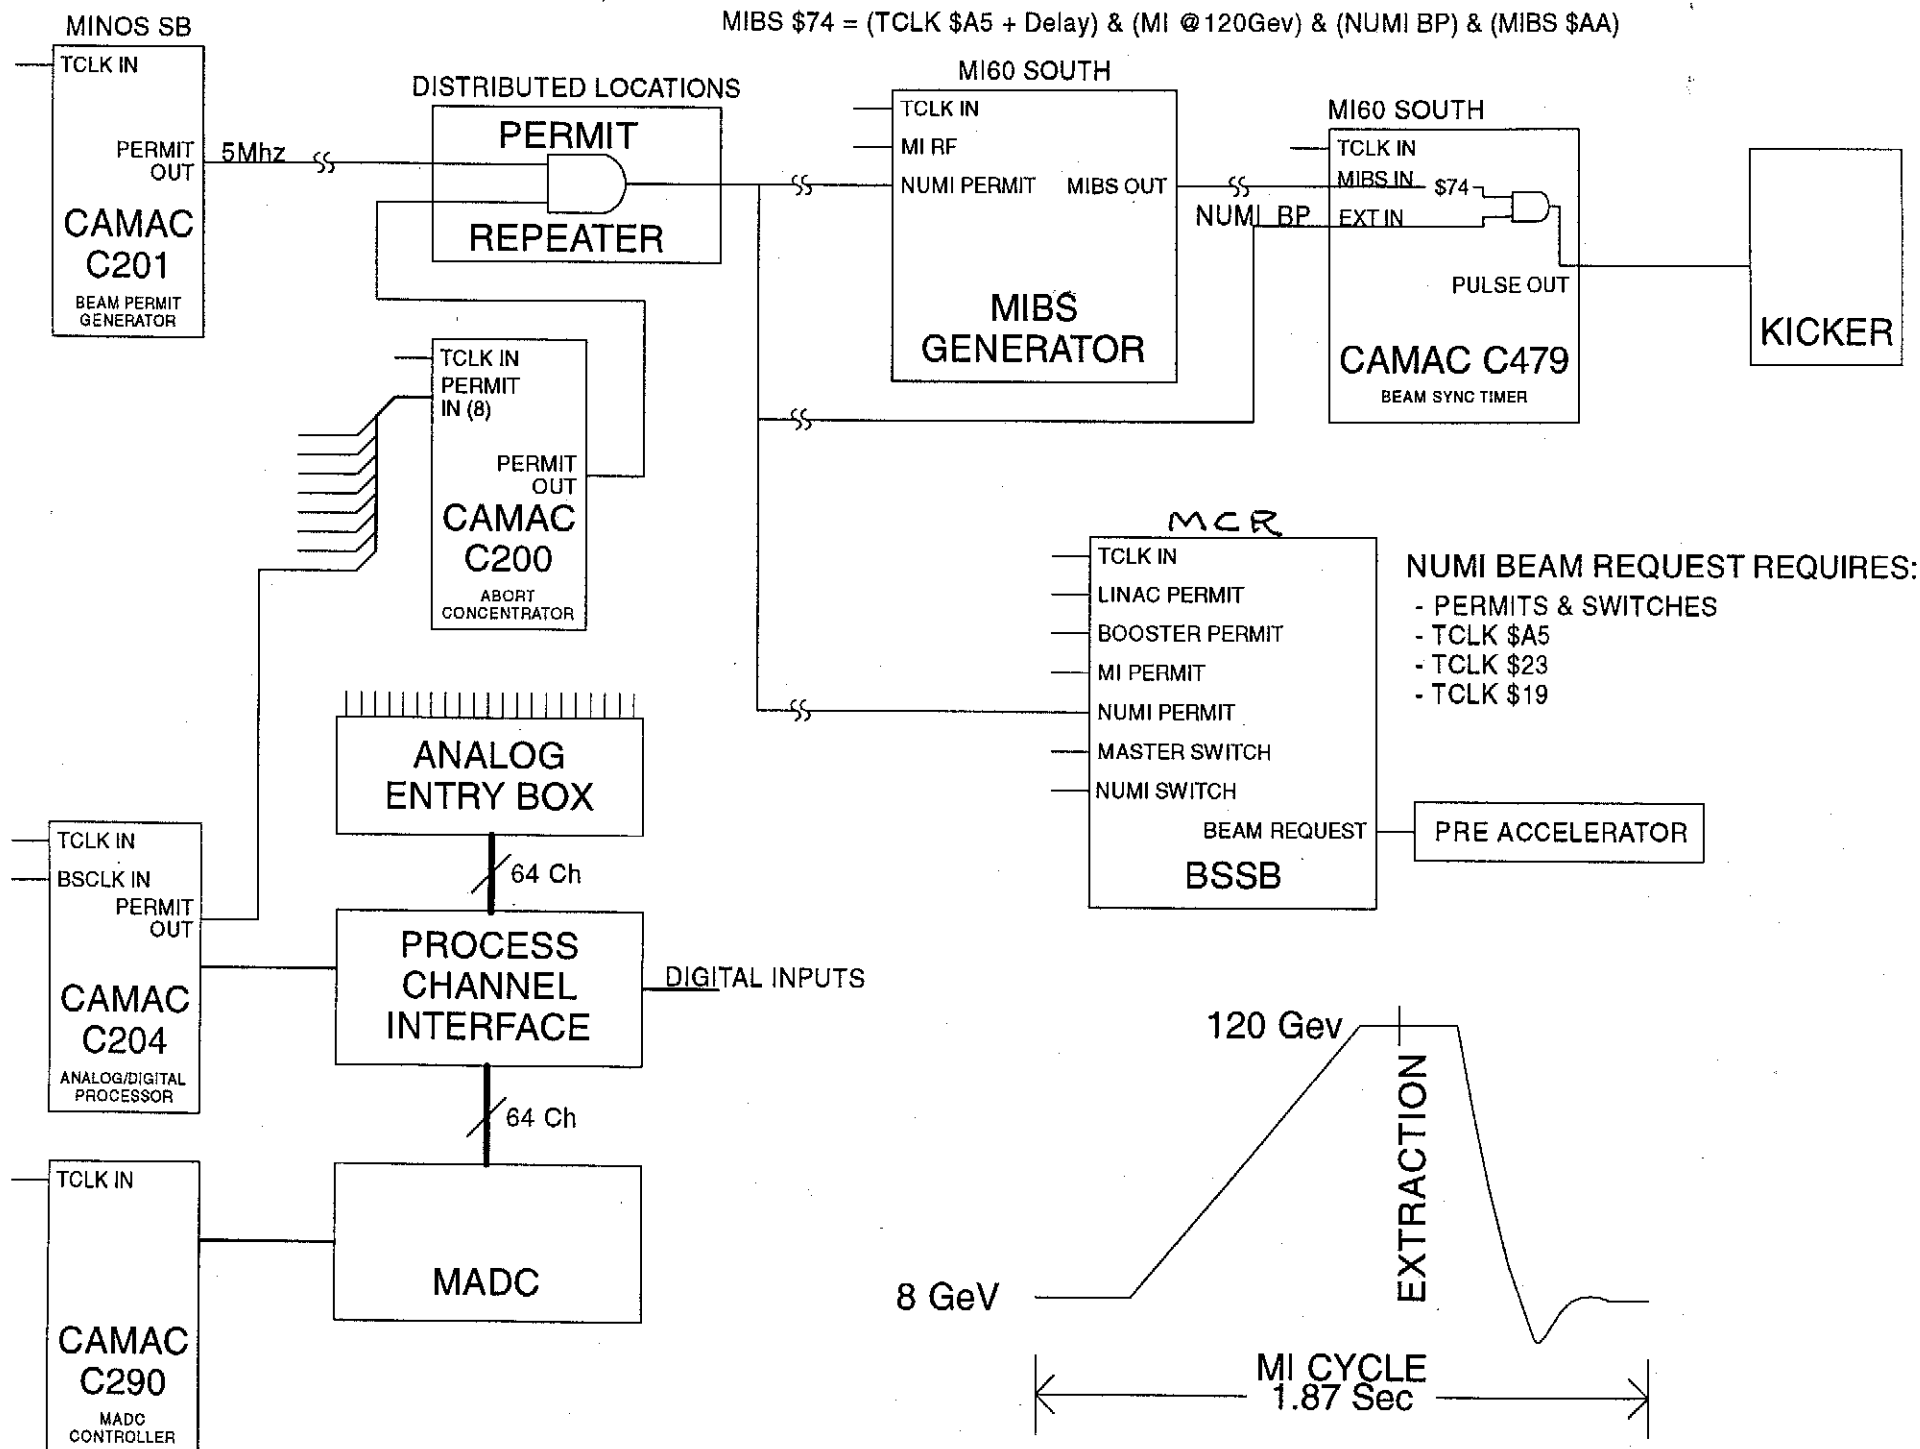 MIBS $74 = (TCLK $A5 + Delay) & (MI @120Gev) & (NUMI BP) & (MIBS $AA)
MINOS SB
TCLK IN
PERMIT
OUT
5Mhz
CAMAC
C201
BEAM PERMIT
GENERATOR
DISTRIBUTED LOCATIONS
PERMIT
REPEATER
MI60 SOUTH
TCLK IN
MI RF
NUMI PERMIT
MIBS OUT
MIBS
GENERATOR
MI60 SOUTH
TCLK IN
MIBS IN
$74
NUMI BP
EXT IN
PULSE OUT
CAMAC C479
BEAM SYNC TIMER
KICKER
TCLK IN
PERMIT
IN (8)
PERMIT
OUT
CAMAC
C200
ABORT
CONCENTRATOR
MCR
TCLK IN
LINAC PERMIT
BOOSTER PERMIT
MI PERMIT
NUMI PERMIT
MASTER SWITCH
NUMI SWITCH
BEAM REQUEST
BSSB
PRE ACCELERATOR
NUMI BEAM REQUEST REQUIRES:
- PERMITS & SWITCHES
- TCLK $A5
- TCLK $23
- TCLK $19
ANALOG
ENTRY BOX
64 Ch
TCLK IN
BSCLK IN
PERMIT
OUT
CAMAC
C204
ANALOG/DIGITAL
PROCESSOR
PROCESS
CHANNEL
INTERFACE
DIGITAL INPUTS
64 Ch
TCLK IN
CAMAC
C290
MADC
CONTROLLER
MADC
120 Gev
EXTRACTION
8 GeV
MI CYCLE
1.87 Sec